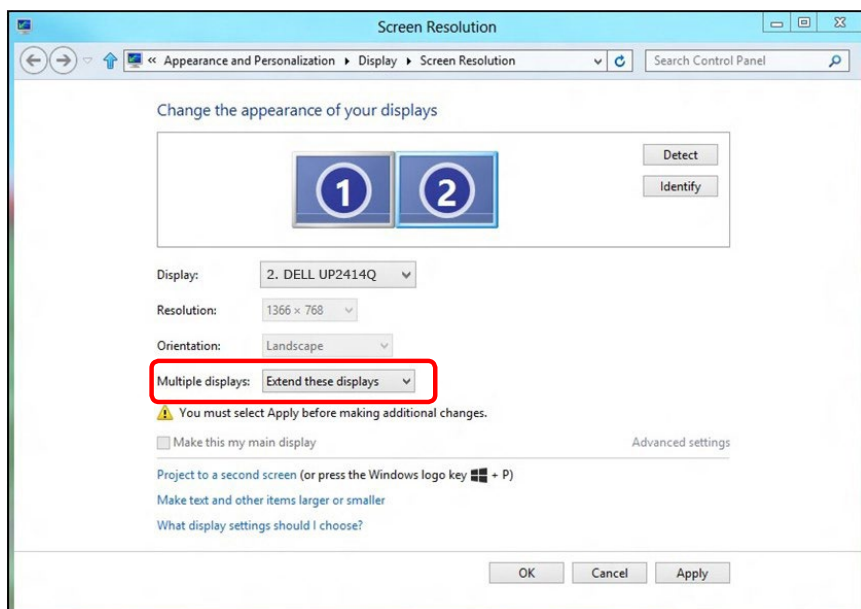 Screen Resolution
« Appearance and Personalization ▸ Display ▸ Screen Resolution Search Control Panel
Change the appearance of your displays
1 2
Detect
Identify
Display: 2. DELL UP2414Q
Resolution: 1366 × 768
Orientation: Landscape
Multiple displays: Extend these displays
You must select Apply before making additional changes.
Make this my main display Advanced settings
Project to a second screen (or press the Windows logo key + P)
Make text and other items larger or smaller
What display settings should I choose?
OK Cancel Apply